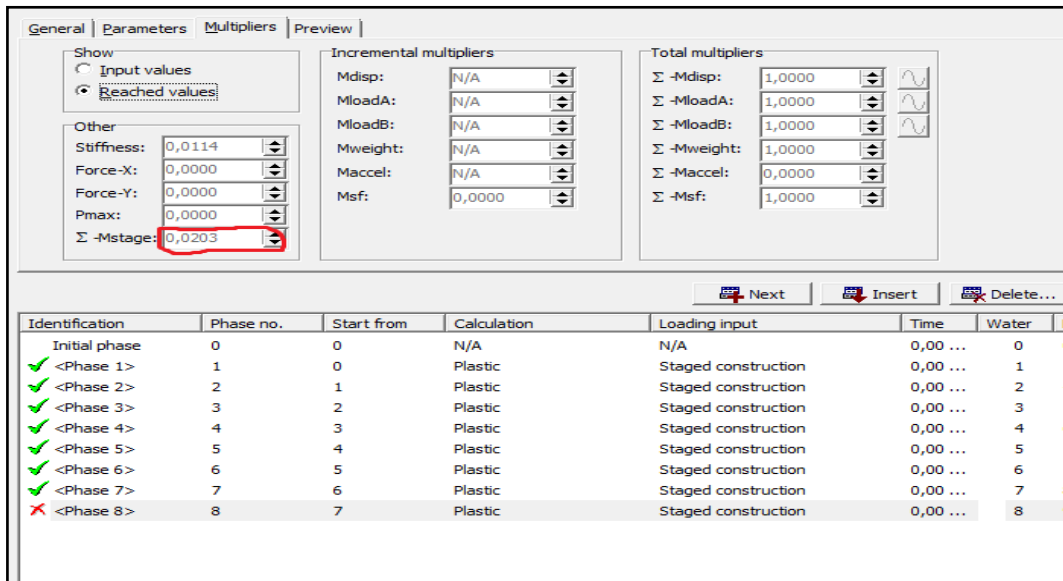 General Parameters Multipliers Preview
Show
Input values
Reached values
Other
Stiffness: 0,0114
Force-X: 0,0000
Force-Y: 0,0000
Pmax: 0,0000
Σ -Mstage: 0,0203
Incremental multipliers
Mdisp: N/A
MloadA: N/A
MloadB: N/A
Mweight: N/A
Maccel: N/A
Msf: 0,0000
Total multipliers
Σ -Mdisp: 1,0000
Σ -MloadA: 1,0000
Σ -MloadB: 1,0000
Σ -Mweight: 1,0000
Σ -Maccel: 0,0000
Σ -Msf: 1,0000
Next Insert Delete...
Identification Phase no. Start from Calculation Loading input Time Water
Initial phase 0 0 N/A N/A 0,00 ... 0
<Phase 1> 1 0 Plastic Staged construction 0,00 ... 1
<Phase 2> 2 1 Plastic Staged construction 0,00 ... 2
<Phase 3> 3 2 Plastic Staged construction 0,00 ... 3
<Phase 4> 4 3 Plastic Staged construction 0,00 ... 4
<Phase 5> 5 4 Plastic Staged construction 0,00 ... 5
<Phase 6> 6 5 Plastic Staged construction 0,00 ... 6
<Phase 7> 7 6 Plastic Staged construction 0,00 ... 7
<Phase 8> 8 7 Plastic Staged construction 0,00 ... 8